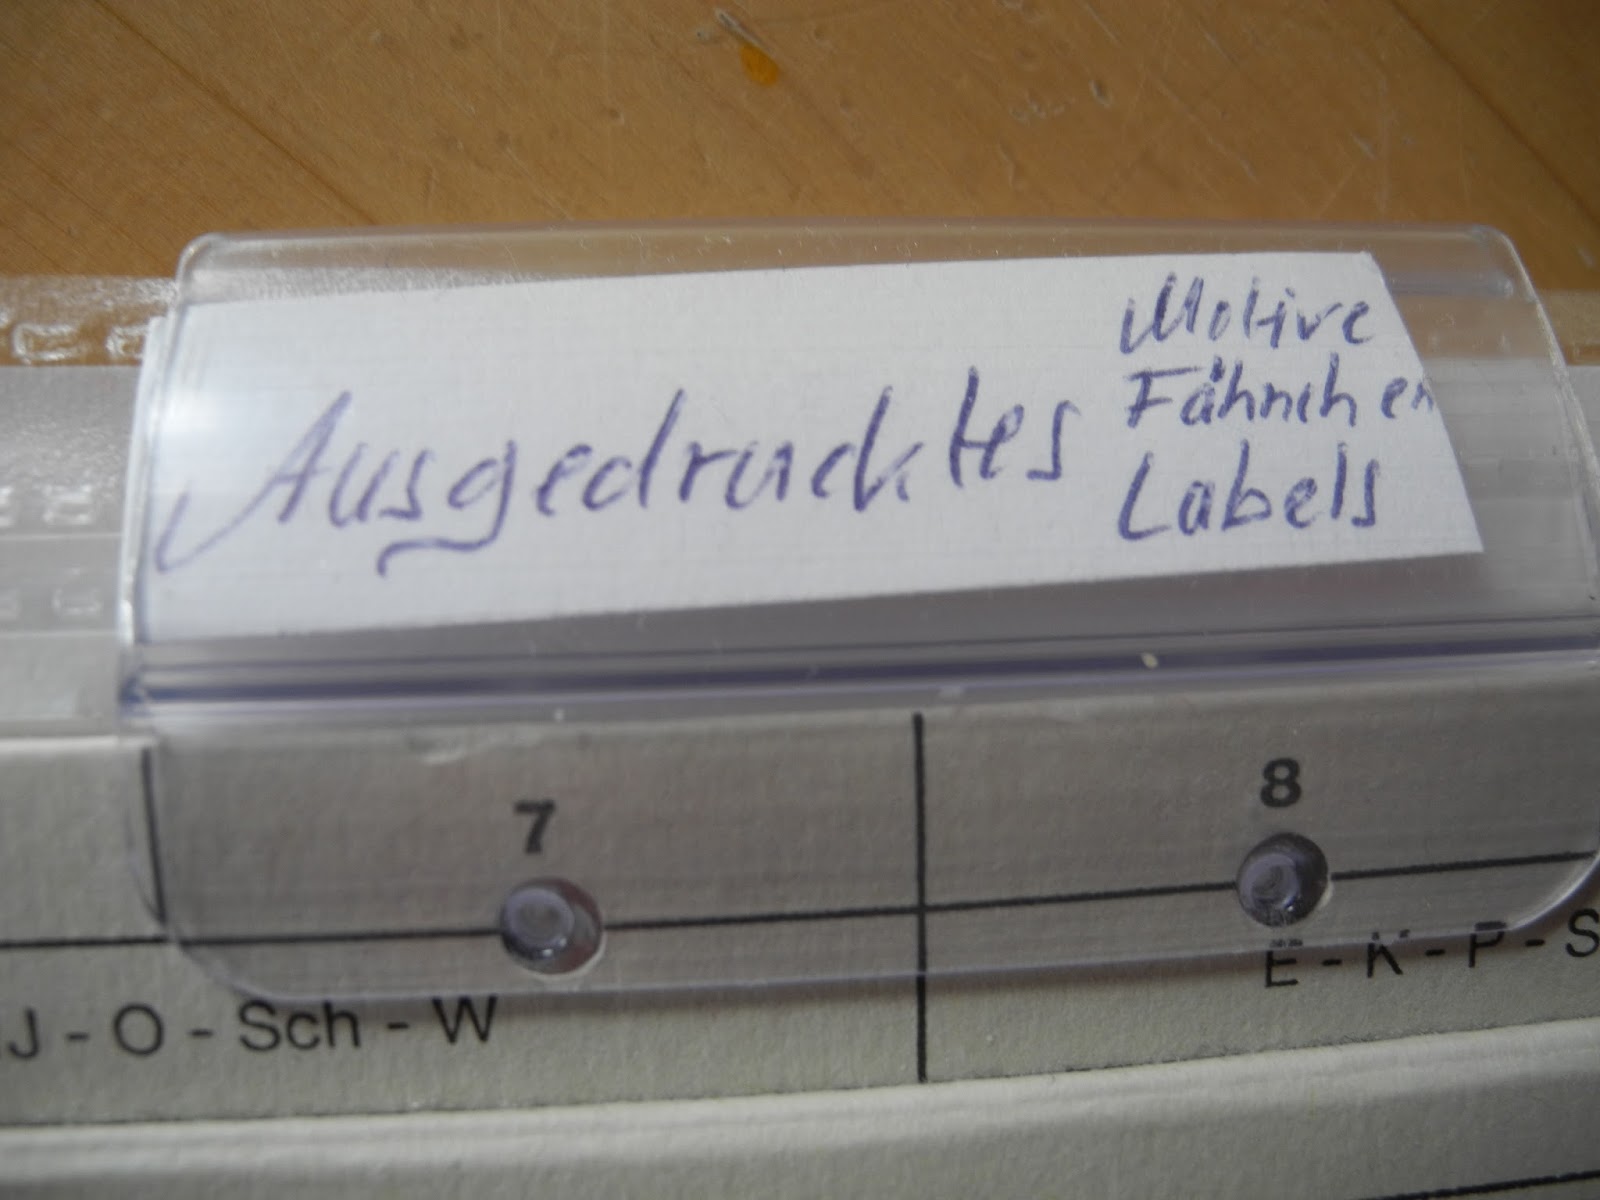 Ausgedrucktes
Motive
Fähnchen
Labels
7
8
J - O - Sch - W
E - K - P - S